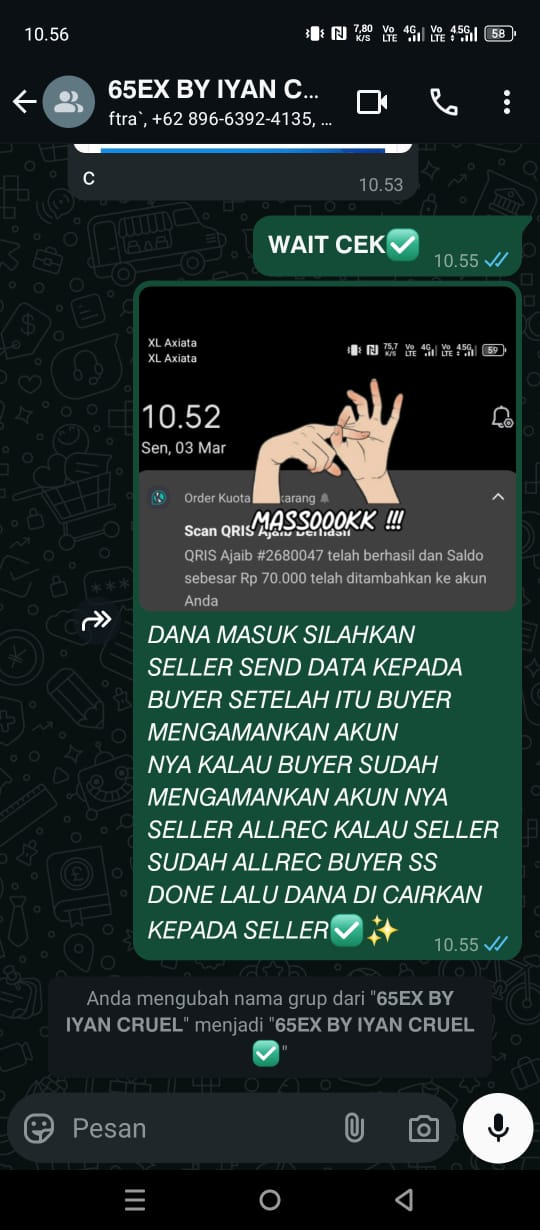 10.56
7,80 K/S Vo LTE 4G Vo LTE 4.5G 58
65EX BY IYAN C...
ftra`, +62 896-6392-4135, ...
C
10.53
WAIT CEK✅
10.55
XL Axiata
XL Axiata
75,7 K/S Vo LTE 4G Vo LTE 4.5G 59
10.52
Sen, 03 Mar
Order Kuota
karang
MASSOOOKK !!!
Scan QRIS Ajaib Berhasil
QRIS Ajaib #2680047 telah berhasil dan Saldo
sebesar Rp 70.000 telah ditambahkan ke akun
Anda
DANA MASUK SILAHKAN
SELLER SEND DATA KEPADA
BUYER SETELAH ITU BUYER
MENGAMANKAN AKUN
NYA KALAU BUYER SUDAH
MENGAMANKAN AKUN NYA
SELLER ALLREC KALAU SELLER
SUDAH ALLREC BUYER SS
DONE LALU DANA DI CAIRKAN
KEPADA SELLER✅✨
10.55
Anda mengubah nama grup dari "65EX BY
IYAN CRUEL" menjadi "65EX BY IYAN CRUEL
✅"
Pesan